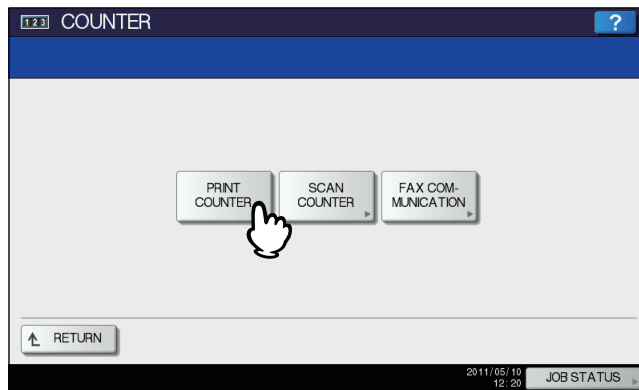 123 COUNTER ?
PRINT
COUNTER
SCAN
COUNTER
FAX COM-
MUNICATION
RETURN
2011/05/10
12:20
JOB STATUS